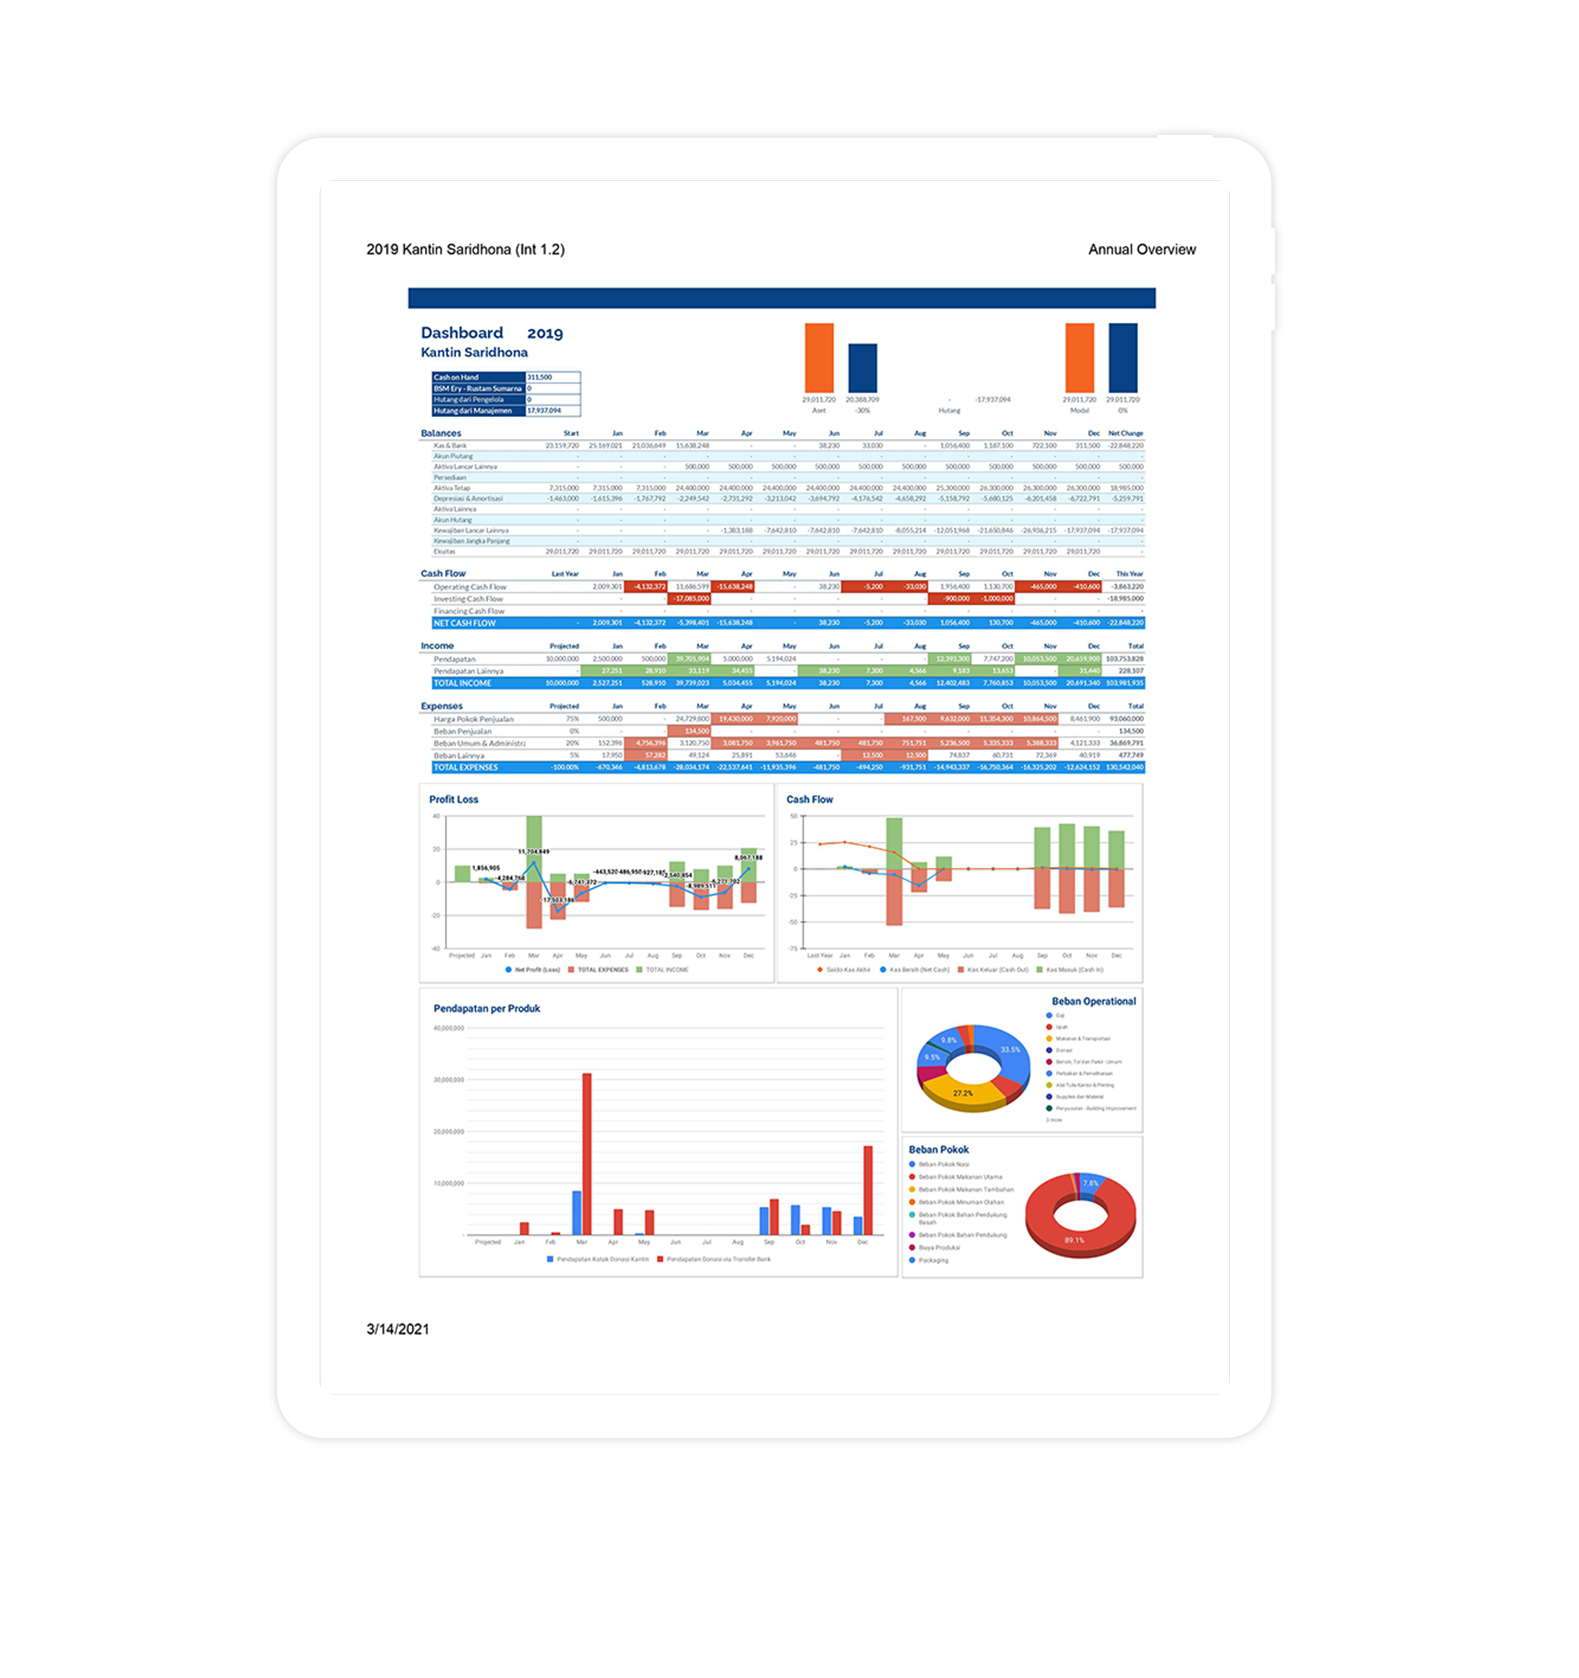 2019 Kantin Saridhona (Int 1.2) Annual Overview
Dashboard 2019
Kantin Saridhona
Cash on Hand 311,500
BSM Ery - Rustam Sumarna 0
Hutang dari Pengelola 0
Hutang dari Manajemen 17,937,094
29,011,720 20,388,709 - -17,937,094 29,011,720 29,011,720
Aset -30% Hutang Modal 0%
Balances Start Jan Feb Mar Apr May Jun Jul Aug Sep Oct Nov Dec Net Change
Kas & Bank 23,159,720 25,169,021 21,036,649 15,638,248 - - 38,230 33,030 - 1,056,400 1,187,100 722,100 311,500 -22,848,220
Akun Piutang - - - - - - - - - - - - - -
Aktiva Lancar Lainnya - - - 500,000 500,000 500,000 500,000 500,000 500,000 500,000 500,000 500,000 500,000 500,000
Persediaan - - - - - - - - - - - - - -
Aktiva Tetap 7,315,000 7,315,000 7,315,000 24,400,000 24,400,000 24,400,000 24,400,000 24,400,000 24,400,000 25,300,000 26,300,000 26,300,000 26,300,000 18,985,000
Depresiasi & Amortisasi -1,463,000 -1,615,396 -1,767,792 -2,249,542 -2,731,292 -3,213,042 -3,694,792 -4,176,542 -4,658,292 -5,158,792 -5,680,125 -6,201,458 -6,722,791 -5,259,791
Aktiva Lainnya - - - - - - - - - - - - - -
Akun Hutang - - - - - - - - - - - - - -
Kewajiban Lancar Lainnya - - - - -1,383,188 -7,642,810 -7,642,810 -7,642,810 -8,055,214 -12,051,968 -21,650,846 -26,936,215 -17,937,094 -17,937,094
Kewajiban Jangka Panjang - - - - - - - - - - - - - -
Ekuitas 29,011,720 29,011,720 29,011,720 29,011,720 29,011,720 29,011,720 29,011,720 29,011,720 29,011,720 29,011,720 29,011,720 29,011,720 29,011,720 -
Cash Flow Last Year Jan Feb Mar Apr May Jun Jul Aug Sep Oct Nov Dec This Year
Operating Cash Flow 2,009,301 -4,132,372 11,686,599 -15,638,248 - 38,230 -5,200 -33,030 1,956,400 1,130,700 -465,000 -410,600 -3,863,220
Investing Cash Flow - - -17,085,000 - - - - - -900,000 -1,000,000 - - -18,985,000
Financing Cash Flow - - - - - - - - - - - - -
NET CASH FLOW - 2,009,301 -4,132,372 -5,398,401 -15,638,248 - 38,230 -5,200 -33,030 1,056,400 130,700 -465,000 -410,600 -22,848,220
Income Projected Jan Feb Mar Apr May Jun Jul Aug Sep Oct Nov Dec Total
Pendapatan 10,000,000 2,500,000 500,000 39,705,904 5,000,000 5,194,024 - - - 12,393,300 7,747,200 10,053,500 20,659,900 103,753,828
Pendapatan Lainnya - 27,251 28,910 33,119 34,455 - 38,230 7,300 4,566 9,183 13,653 - 31,440 228,107
TOTAL INCOME 10,000,000 2,527,251 528,910 39,739,023 5,034,455 5,194,024 38,230 7,300 4,566 12,402,483 7,760,853 10,053,500 20,691,340 103,981,935
Expenses Projected Jan Feb Mar Apr May Jun Jul Aug Sep Oct Nov Dec Total
Harga Pokok Penjualan 75% 500,000 - 24,729,800 19,430,000 7,920,000 - - 167,500 9,632,000 11,354,300 10,864,500 8,461,900 93,060,000
Beban Penjualan 0% - - 134,500 - - - - - - - - - 134,500
Beban Umum & Administra 20% 152,396 4,756,396 3,120,750 3,081,750 3,961,750 481,750 481,750 751,751 5,236,500 5,335,333 5,388,333 4,121,333 36,869,791
Beban Lainnya 5% 17,950 57,282 49,124 25,891 53,646 - 12,500 12,500 74,837 60,731 72,369 40,919 477,749
TOTAL EXPENSES -100.00% -670,346 -4,813,678 -28,034,174 -22,537,641 -11,935,396 -481,750 -494,250 -931,751 -14,943,337 -16,750,364 -16,325,202 -12,624,152 130,542,040
Profit Loss
40
20
0
-20
-40
1,856,905 -4,284,768 11,704,849 -17,503,186 -6,741,372 -443,520 -486,950 -927,185 -2,540,854 -8,989,511 -6,271,702 8,067,188
Projected Jan Feb Mar Apr May Jun Jul Aug Sep Oct Nov Dec
Net Profit (Loss) TOTAL EXPENSES TOTAL INCOME
Cash Flow
50
25
0
-25
-50
-75
Last Year Jan Feb Mar Apr May Jun Jul Aug Sep Oct Nov Dec
Saldo Kas Akhir Kas Bersih (Net Cash) Kas Keluar (Cash Out) Kas Masuk (Cash In)
Pendapatan per Produk
40,000,000
30,000,000
20,000,000
10,000,000
-
Projected Jan Feb Mar Apr May Jun Jul Aug Sep Oct Nov Dec
Pendapatan Kotak Donasi Kantin Pendapatan Donasi via Transfer Bank
Beban Operational
33.5%
27.2%
9.5%
9.8%
Gaji
Upah
Makanan & Transportasi
Donasi
Bensin, Tol dan Parkir - Umum
Perbaikan & Pemeliharaan
Alat Tulis Kantor & Printing
Supplies dan Material
Penyusutan - Building Improvement
3 more
Beban Pokok
Beban Pokok Nasi
Beban Pokok Makanan Utama
Beban Pokok Makanan Tambahan
Beban Pokok Minuman Olahan
Beban Pokok Bahan Pendukung
Basah
Beban Pokok Bahan Pendukung
Biaya Produksi
Packaging
7.8%
89.1%
3/14/2021